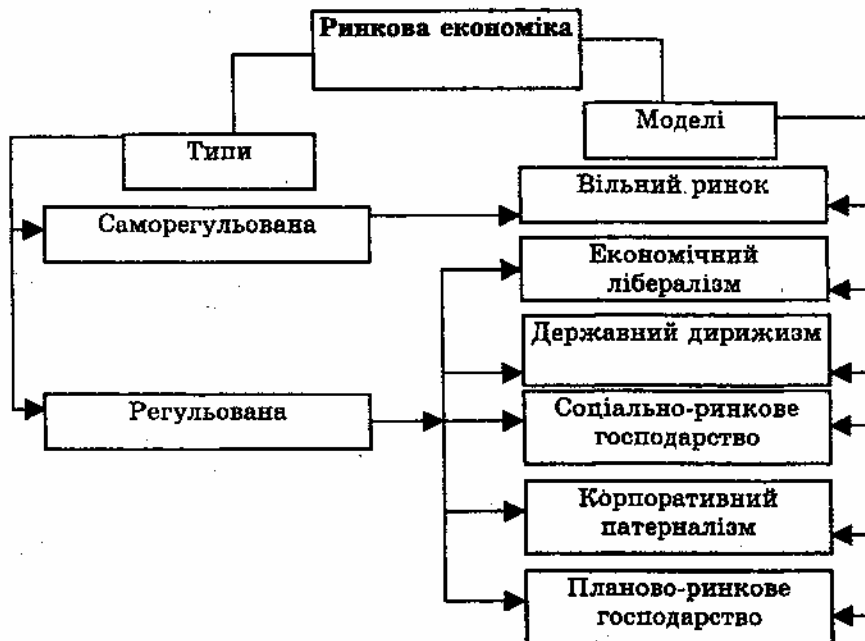 Ринкова економіка
Моделі
Типи
Вільний ринок
Саморегульована
Економічний
лібералізм
Державний дирижизм
Регульована
Соціально-ринкове
господарство
Корпоративний
патерналізм
Планово-ринкове
господарство